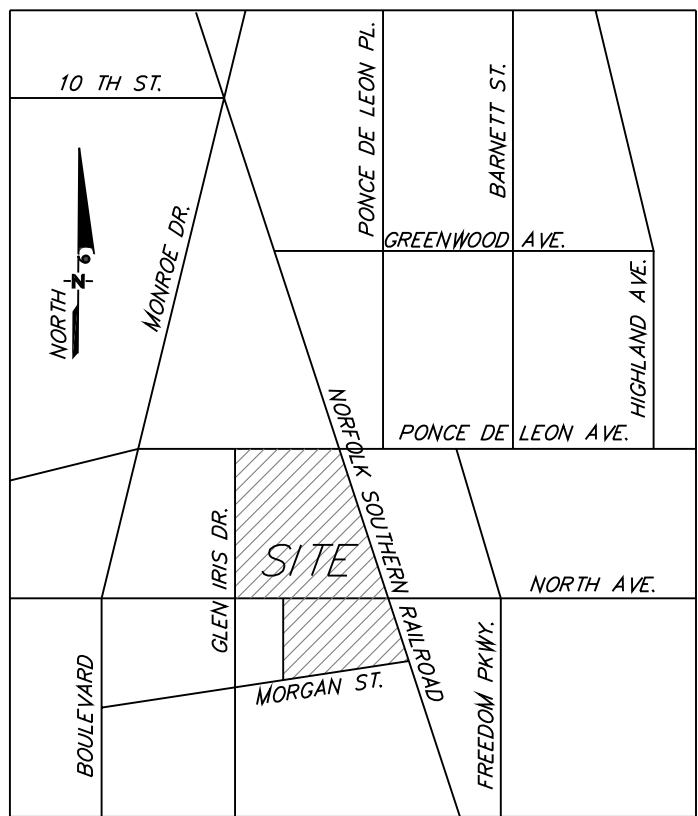 10 TH ST.
PONCE DE LEON PL.
BARNETT ST.
MONROE DR.
GREENWOOD AVE.
N
NORTH
HIGHLAND AVE.
PONCE DE LEON AVE.
NORFOLK SOUTHERN RAILROAD
GLEN IRIS DR.
SITE
NORTH AVE.
BOULEVARD
MORGAN ST.
FREEDOM PKWY.